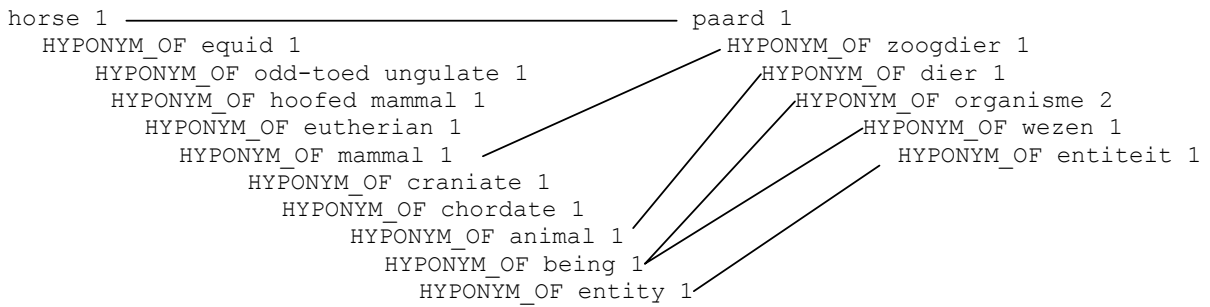 horse 1 paard 1
HYPONYM_OF equid 1 HYPONYM_OF zoogdier 1
HYPONYM_OF odd-toed ungulate 1 HYPONYM_OF dier 1
HYPONYM_OF hoofed mammal 1 HYPONYM_OF organisme 2
HYPONYM_OF eutherian 1 HYPONYM_OF wezen 1
HYPONYM_OF mammal 1 HYPONYM_OF entiteit 1
HYPONYM_OF craniate 1
HYPONYM_OF chordate 1
HYPONYM_OF animal 1
HYPONYM_OF being 1
HYPONYM_OF entity 1